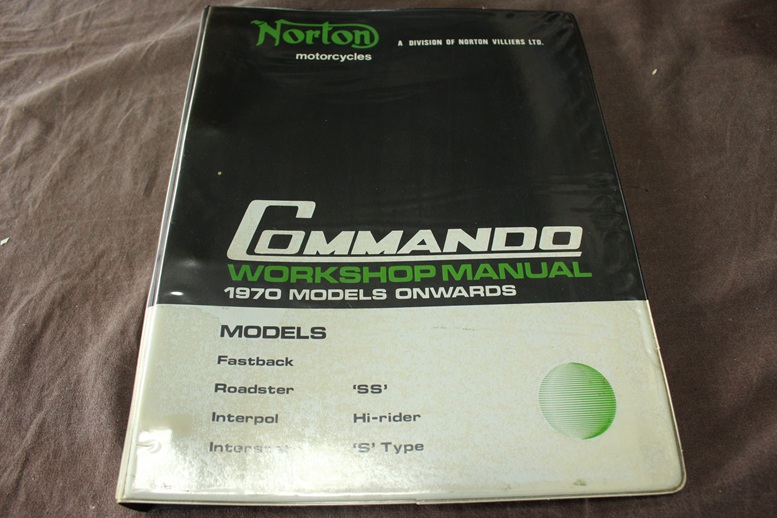 Norton
motorcycles
A DIVISION OF NORTON VILLIERS LTD.
COMMANDO
WORKSHOP MANUAL
1970 MODELS ONWARDS
MODELS
Fastback
Roadster 'SS'
Interpol Hi-rider
'S' Type